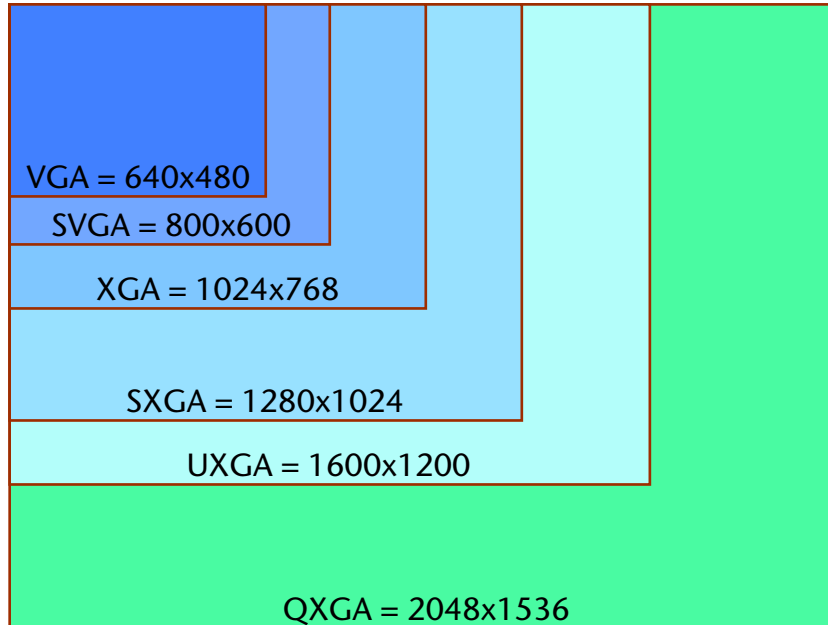 VGA = 640x480
SVGA = 800x600
XGA = 1024x768
SXGA = 1280x1024
UXGA = 1600x1200
QXGA = 2048x1536